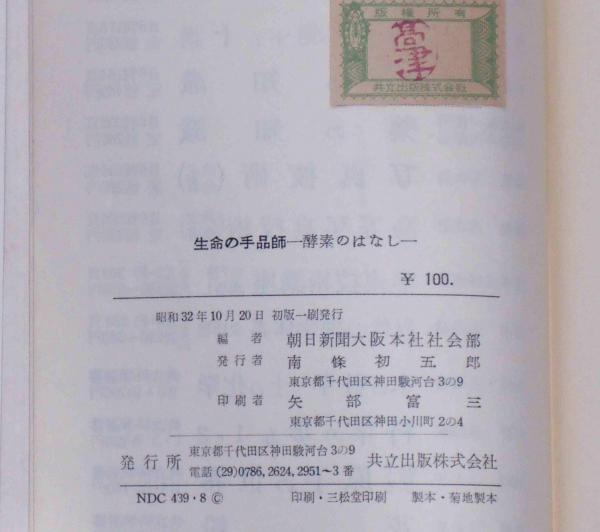 版權所有
高津
共立出版株式会社
生命の手品師―酵素のはなし―
¥ 100.
昭和32年10月20日 初版一刷発行
編者 朝日新聞大阪本社社会部
発行者 南條初五郎
東京都千代田区神田駿河台3の9
印刷者 矢部富三
東京都千代田区神田小川町2の4
発行所 東京都千代田区神田駿河台3の9
電話(29)0786,2624,2951~3番 共立出版株式会社
NDC 439・8 © 印刷・三松堂印刷 製本・菊地製本